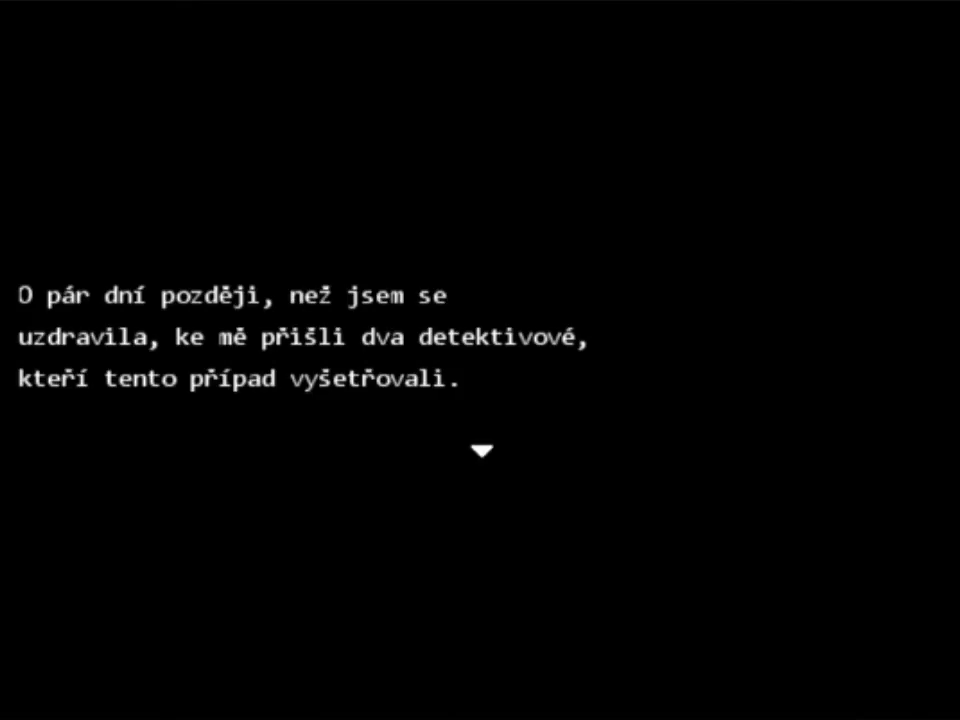 O pár dní později, než jsem se
uzdravila, ke mě přišli dva detektivové,
kteří tento případ vyšetřovali.